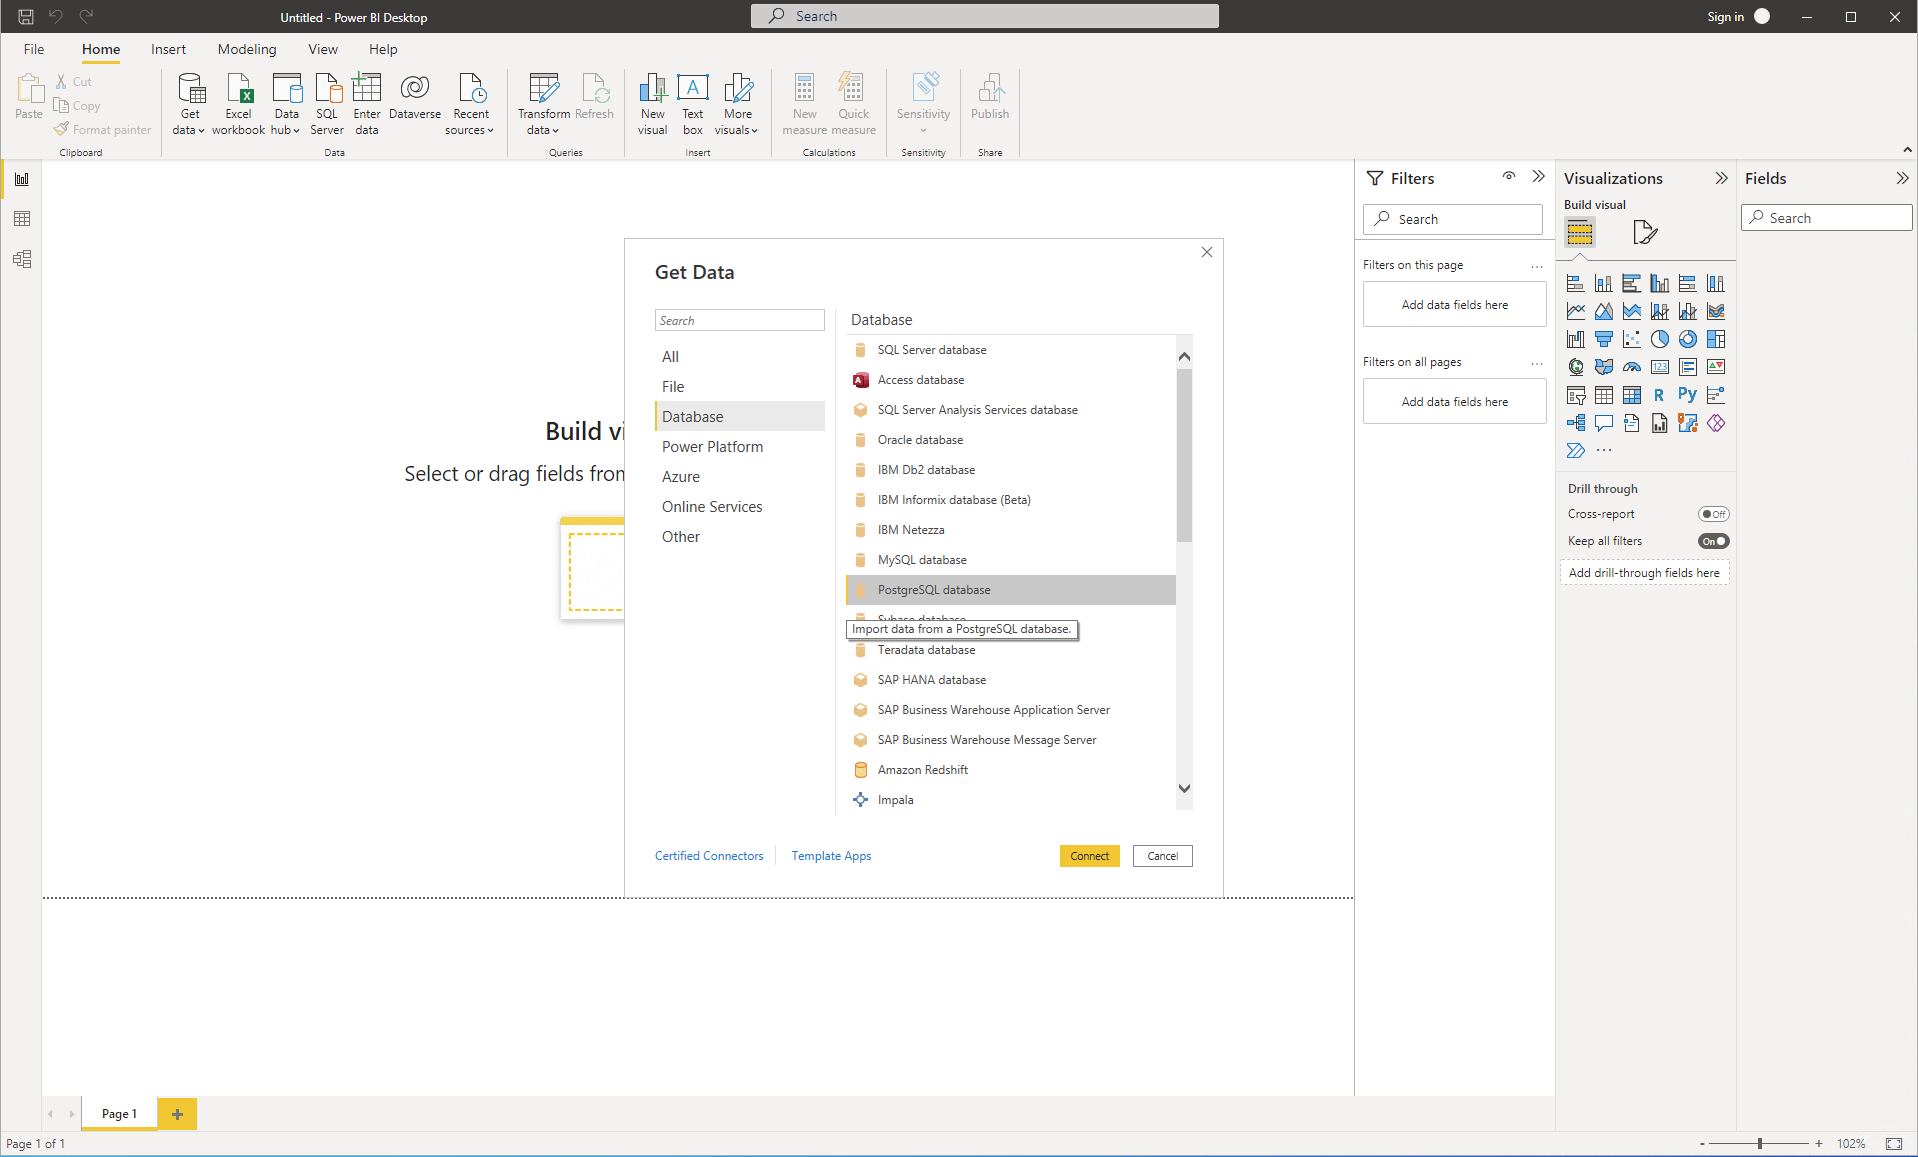 Untitled - Power BI Desktop
Search
Sign in
File Home Insert Modeling View Help
Paste
Cut
Copy
Format painter
Clipboard
Get data
Excel workbook
Data hub
SQL Server
Enter data
Dataverse
Recent sources
Data
Transform data
Refresh
Queries
New visual
Text box
More visuals
Insert
New measure
Quick measure
Calculations
Sensitivity
Sensitivity
Publish
Share
Build vi
Select or drag fields from
Get Data
Search
All
File
Database
Power Platform
Azure
Online Services
Other
Database
SQL Server database
Access database
SQL Server Analysis Services database
Oracle database
IBM Db2 database
IBM Informix database (Beta)
IBM Netezza
MySQL database
PostgreSQL database
Sybase database
Import data from a PostgreSQL database.
Teradata database
SAP HANA database
SAP Business Warehouse Application Server
SAP Business Warehouse Message Server
Amazon Redshift
Impala
Certified Connectors
Template Apps
Connect
Cancel
Filters
Search
Filters on this page
...
Add data fields here
Filters on all pages
...
Add data fields here
Visualizations
Build visual
123
R
Py
...
Drill through
Cross-report
Off
Keep all filters
On
Add drill-through fields here
Fields
Search
Page 1
+
Page 1 of 1
- + 102%